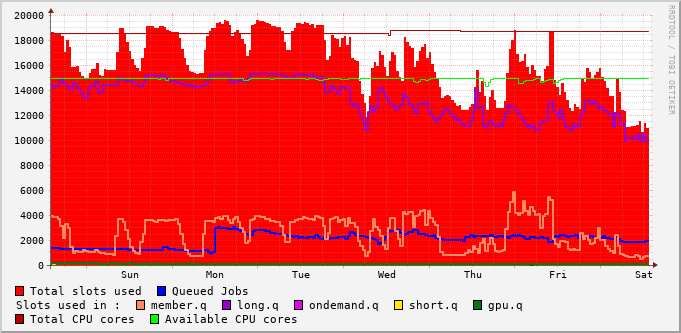 RRDTOOL / TOBI OETIKER
20000
18000
16000
14000
12000
10000
8000
6000
4000
2000
0
Sun Mon Tue Wed Thu Fri Sat
Total slots used Queued Jobs
Slots used in : member.q long.q ondemand.q short.q gpu.q
Total CPU cores Available CPU cores